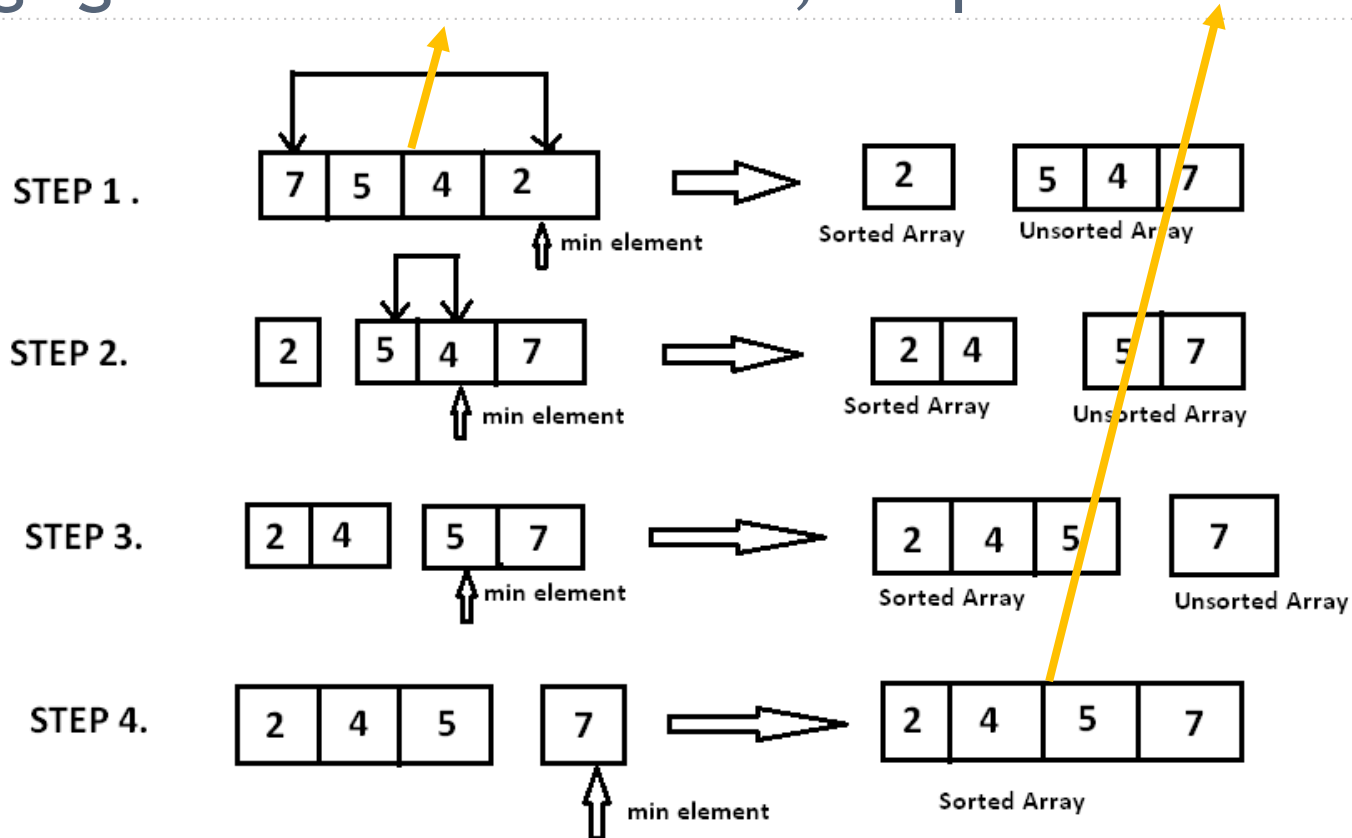 STEP 1.
7 5 4 2
min element
2
Sorted Array
5 4 7
Unsorted Array
STEP 2.
2
5 4 7
min element
2 4
Sorted Array
5 7
Unsorted Array
STEP 3.
2 4
5 7
min element
2 4 5
Sorted Array
7
Unsorted Array
STEP 4.
2 4 5
7
min element
2 4 5 7
Sorted Array